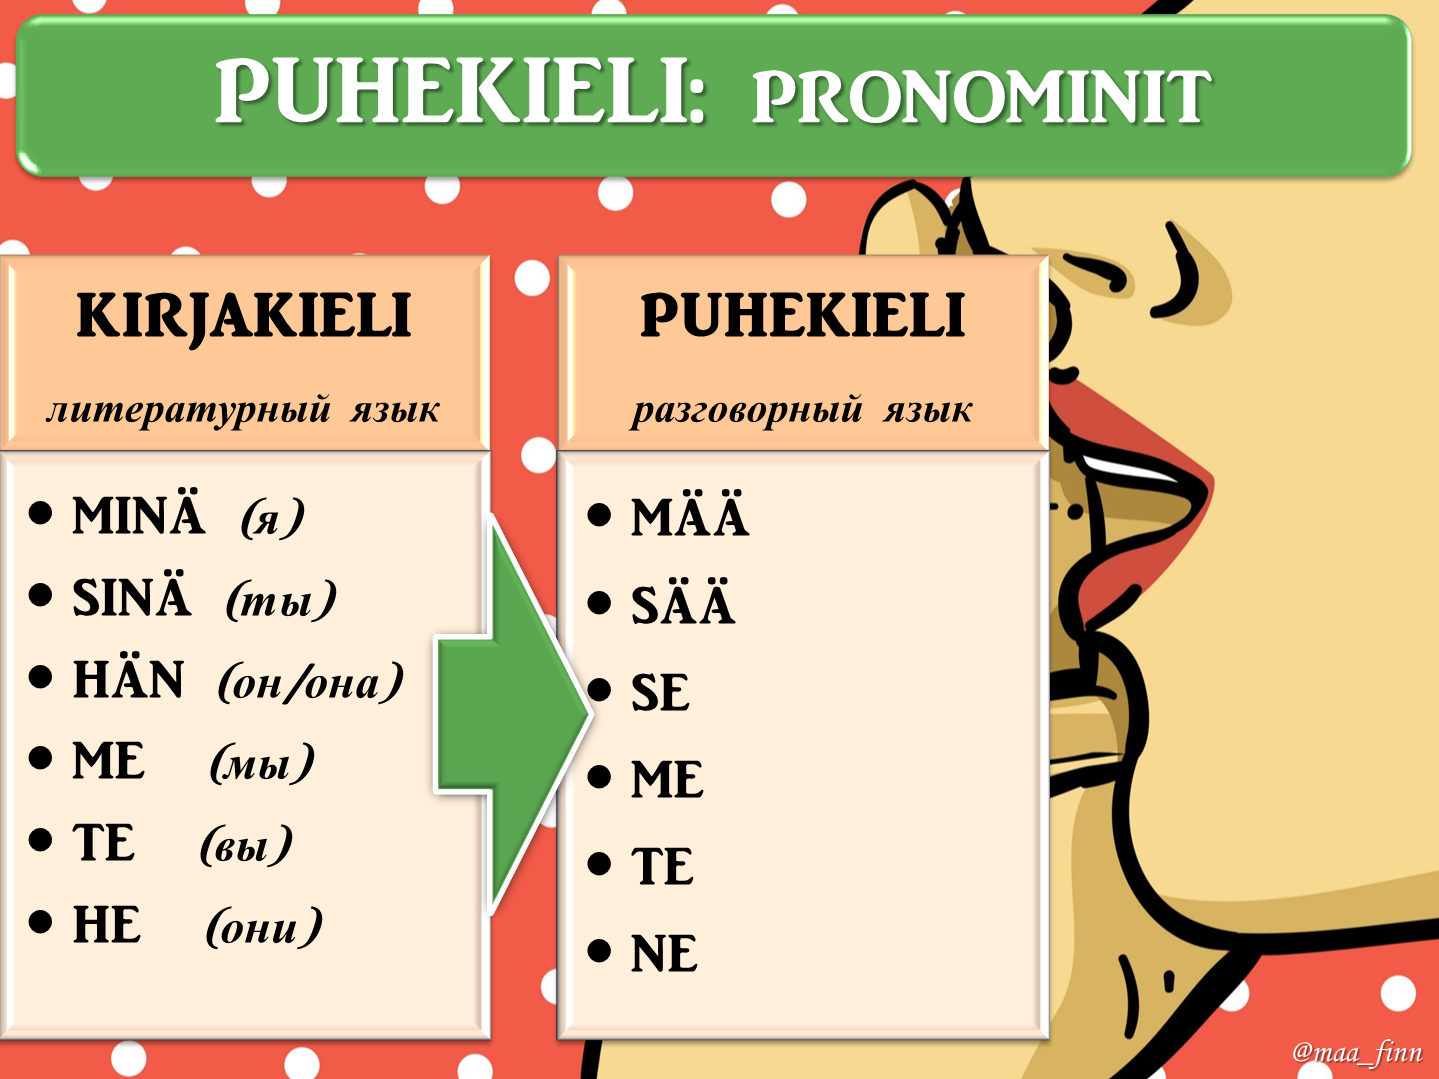 PUHEKIELI: PRONOMINIT
KIRJAKIELI
литературный язык
• MINÄ (я)
• SINÄ (ты)
• HÄN (он/она)
• ME (мы)
• TE (вы)
• HE (они)
PUHEKIELI
разговорный язык
• MÄÄ
• SÄÄ
• SE
• ME
• TE
• NE
@maa_finn